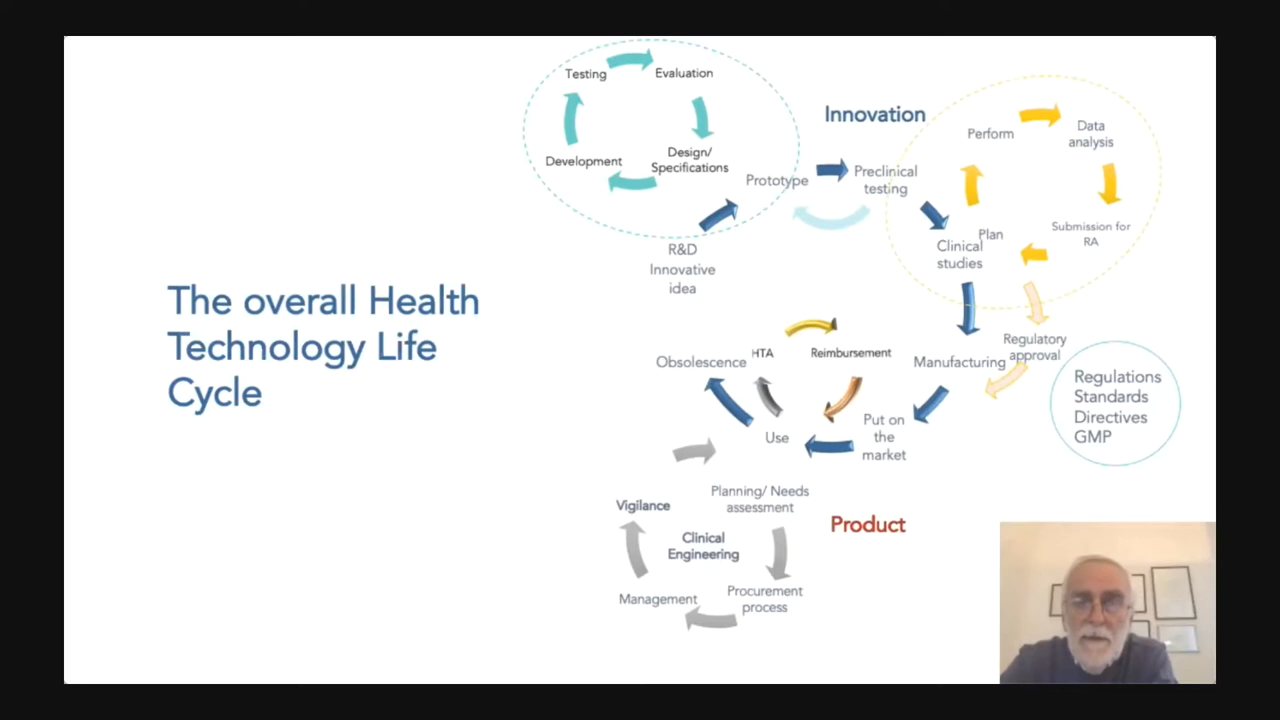 The overall Health
Technology Life
Cycle
Testing
Evaluation
Design/
Specifications
Development
Prototype
R&D
Innovative
idea
Innovation
Preclinical
testing
Perform
Data
analysis
Submission for
RA
Plan
Clinical
studies
Regulatory
approval
Manufacturing
Regulations
Standards
Directives
GMP
Put on
the
market
Reimbursement
HTA
Obsolescence
Use
Planning/ Needs
assessment
Vigilance
Clinical
Engineering
Management
Procurement
process
Product